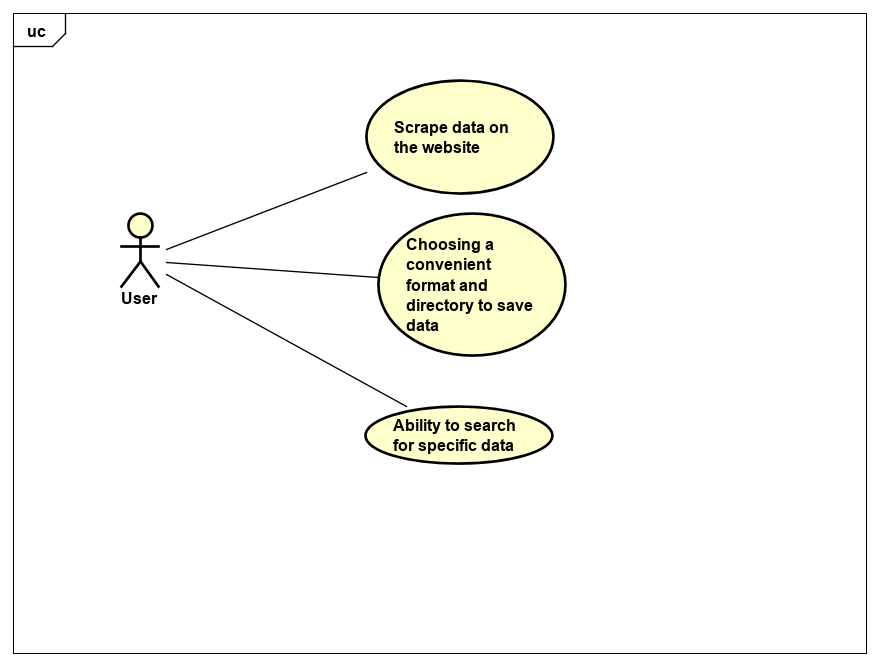 uc
Scrape data on
the website
Choosing a
convenient
format and
directory to save
data
User
Ability to search
for specific data